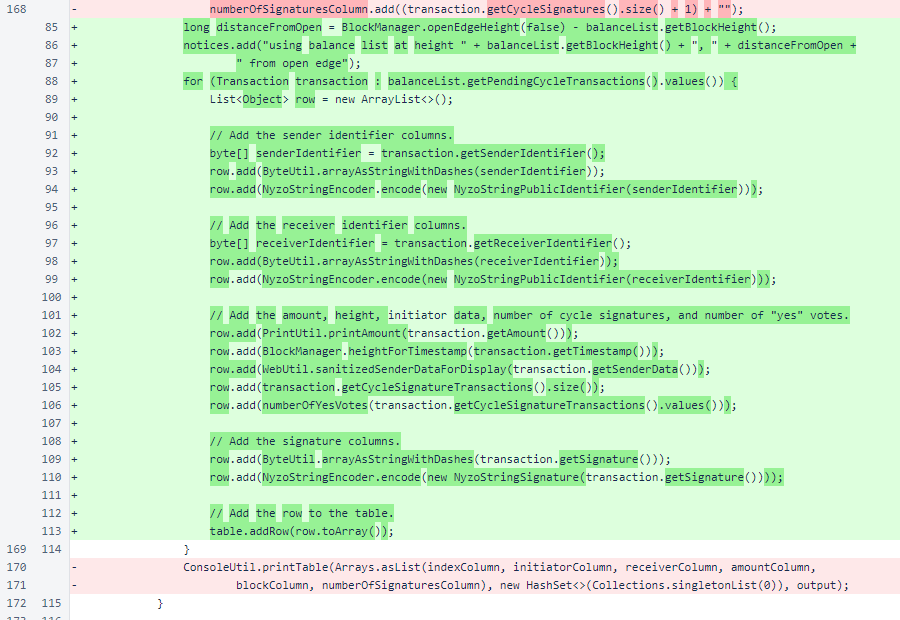 168 - numberOfSignaturesColumn.add((transaction.getCycleSignatures().size() + 1) + "");
85 + long distanceFromOpen = BlockManager.openEdgeHeight(false) - balanceList.getBlockHeight();
86 + notices.add("using balance list at height " + balanceList.getBlockHeight() + ", " + distanceFromOpen +
87 + " from open edge");
88 + for (Transaction transaction : balanceList.getPendingCycleTransactions().values()) {
89 + List<Object> row = new ArrayList<>();
90 +
91 + // Add the sender identifier columns.
92 + byte[] senderIdentifier = transaction.getSenderIdentifier();
93 + row.add(ByteUtil.arrayAsStringWithDashes(senderIdentifier));
94 + row.add(NyzoStringEncoder.encode(new NyzoStringPublicIdentifier(senderIdentifier)));
95 +
96 + // Add the receiver identifier columns.
97 + byte[] receiverIdentifier = transaction.getReceiverIdentifier();
98 + row.add(ByteUtil.arrayAsStringWithDashes(receiverIdentifier));
99 + row.add(NyzoStringEncoder.encode(new NyzoStringPublicIdentifier(receiverIdentifier)));
100 +
101 + // Add the amount, height, initiator data, number of cycle signatures, and number of "yes" votes.
102 + row.add(PrintUtil.printAmount(transaction.getAmount()));
103 + row.add(BlockManager.heightForTimestamp(transaction.getTimestamp()));
104 + row.add(WebUtil.sanitizedSenderDataForDisplay(transaction.getSenderData()));
105 + row.add(transaction.getCycleSignatureTransactions().size());
106 + row.add(numberOfYesVotes(transaction.getCycleSignatureTransactions().values()));
107 +
108 + // Add the signature columns.
109 + row.add(ByteUtil.arrayAsStringWithDashes(transaction.getSignature()));
110 + row.add(NyzoStringEncoder.encode(new NyzoStringSignature(transaction.getSignature())));
111 +
112 + // Add the row to the table.
113 + table.addRow(row.toArray());
169 114 }
170 - ConsoleUtil.printTable(Arrays.asList(indexColumn, initiatorColumn, receiverColumn, amountColumn,
171 - blockColumn, numberOfSignaturesColumn), new HashSet<>(Collections.singletonList(0)), output);
172 115 }